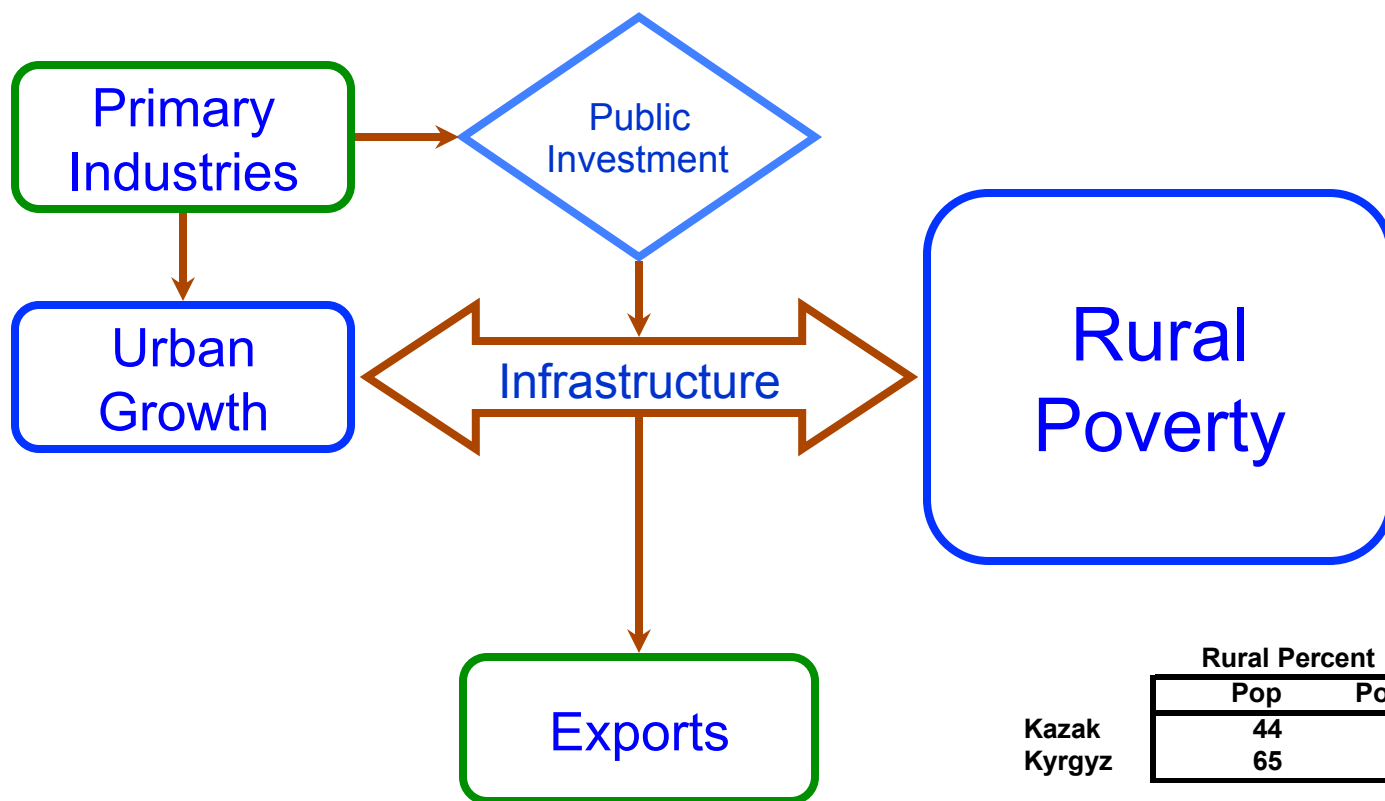 Primary
Industries
Public
Investment
Urban
Growth
Infrastructure
Rural
Poverty
Exports
Rural Percent
Pop
Kazak 44
Kyrgyz 65